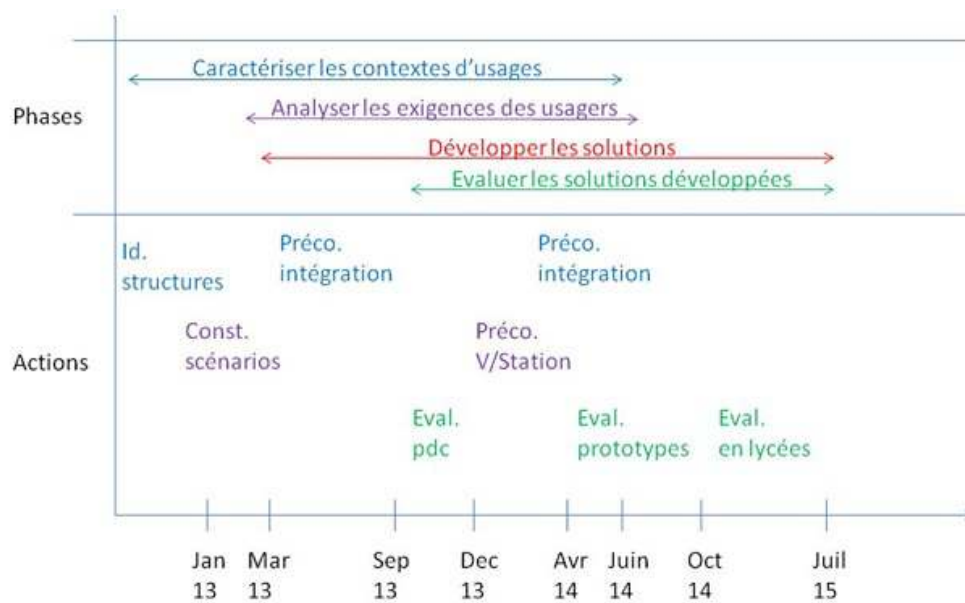 Caractériser les contextes d'usages
Phases
Analyser les exigences des usagers
Développer les solutions
Evaluer les solutions développées
Id.
structures
Préco.
intégration
Préco.
intégration
Actions
Const.
scénarios
Préco.
V/Station
Eval.
pdc
Eval.
prototypes
Eval.
en lycées
Jan
13
Mar
13
Sep
13
Dec
13
Avr
14
Juin
14
Oct
14
Juil
15